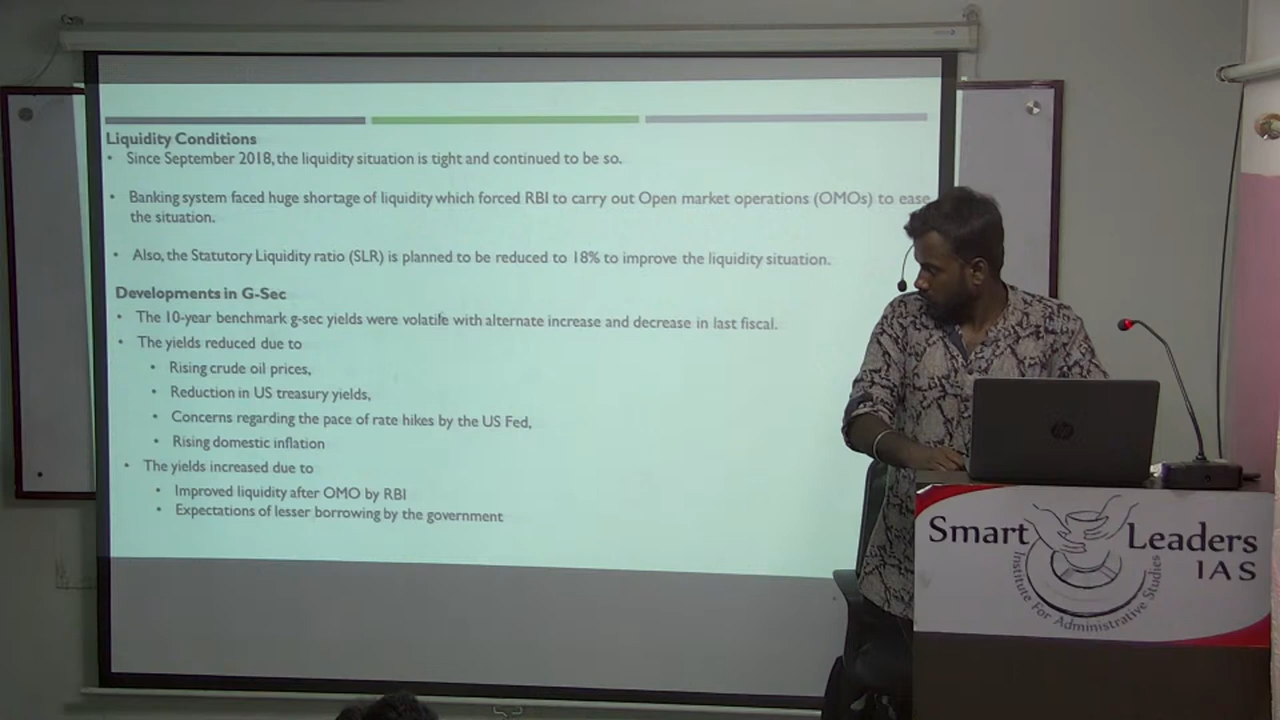 Liquidity Conditions
• Since September 2018, the liquidity situation is tight and continued to be so.
• Banking system faced huge shortage of liquidity which forced RBI to carry out Open market operations (OMOs) to ease
the situation.
• Also, the Statutory Liquidity ratio (SLR) is planned to be reduced to 18% to improve the liquidity situation.
Developments in G-Sec
• The 10-year benchmark g-sec yields were volatile with alternate increase and decrease in last fiscal.
• The yields reduced due to
• Rising crude oil prices,
• Reduction in US treasury yields,
• Concerns regarding the pace of rate hikes by the US Fed,
• Rising domestic inflation
• The yields increased due to
• Improved liquidity after OMO by RBI
• Expectations of lesser borrowing by the government
Smart Leaders
IAS
Institute For Administrative Studies
hp